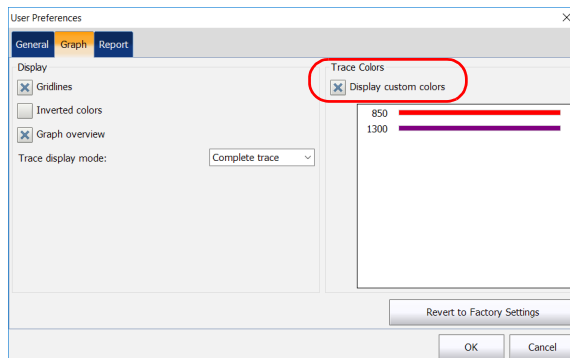 User Preferences
General Graph Report
Display
Gridlines
Inverted colors
Graph overview
Trace display mode: Complete trace
Trace Colors
Display custom colors
850
1300
Revert to Factory Settings
OK Cancel